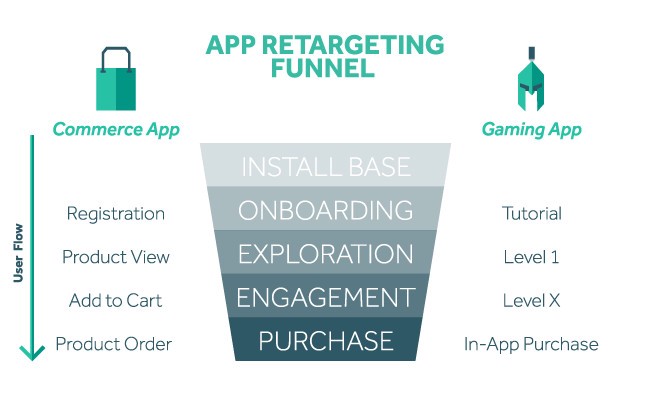 APP RETARGETING
FUNNEL
Commerce App
Gaming App
User Flow
INSTALL BASE
Registration
ONBOARDING
Tutorial
Product View
EXPLORATION
Level 1
Add to Cart
ENGAGEMENT
Level X
Product Order
PURCHASE
In-App Purchase